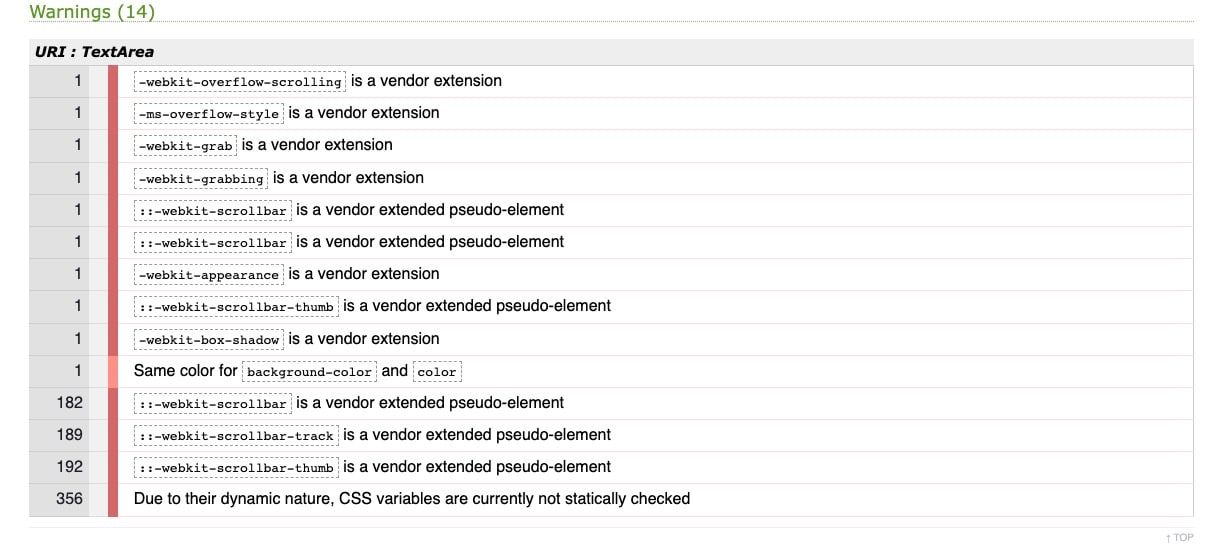 Warnings (14)
URI : TextArea
1 -webkit-overflow-scrolling is a vendor extension
1 -ms-overflow-style is a vendor extension
1 -webkit-grab is a vendor extension
1 -webkit-grabbing is a vendor extension
1 ::-webkit-scrollbar is a vendor extended pseudo-element
1 ::-webkit-scrollbar is a vendor extended pseudo-element
1 -webkit-appearance is a vendor extension
1 ::-webkit-scrollbar-thumb is a vendor extended pseudo-element
1 -webkit-box-shadow is a vendor extension
1 Same color for background-color and color
182 ::-webkit-scrollbar is a vendor extended pseudo-element
189 ::-webkit-scrollbar-track is a vendor extended pseudo-element
192 ::-webkit-scrollbar-thumb is a vendor extended pseudo-element
356 Due to their dynamic nature, CSS variables are currently not statically checked
↑ TOP